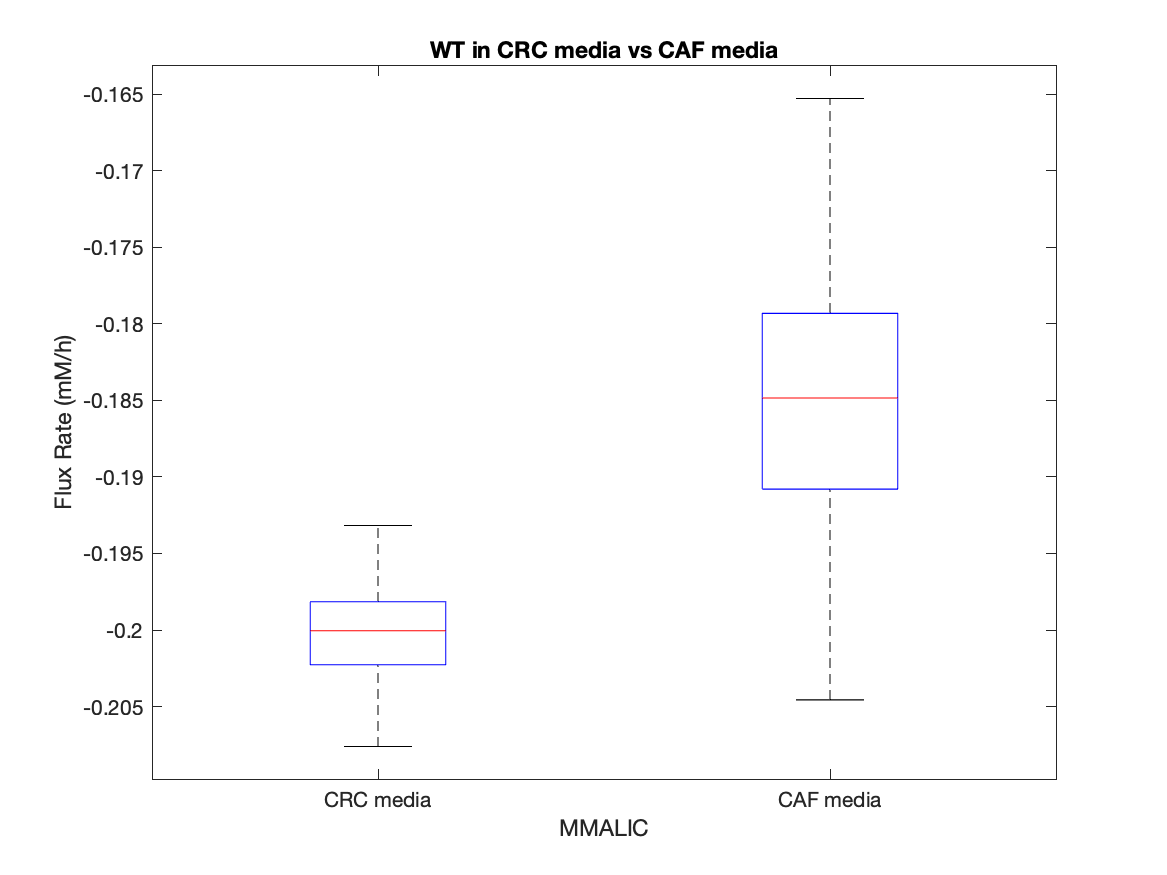 WT in CRC media vs CAF media
Flux Rate (mM/h)
-0.165
-0.17
-0.175
-0.18
-0.185
-0.19
-0.195
-0.2
-0.205
CRC media
CAF media
MMALIC